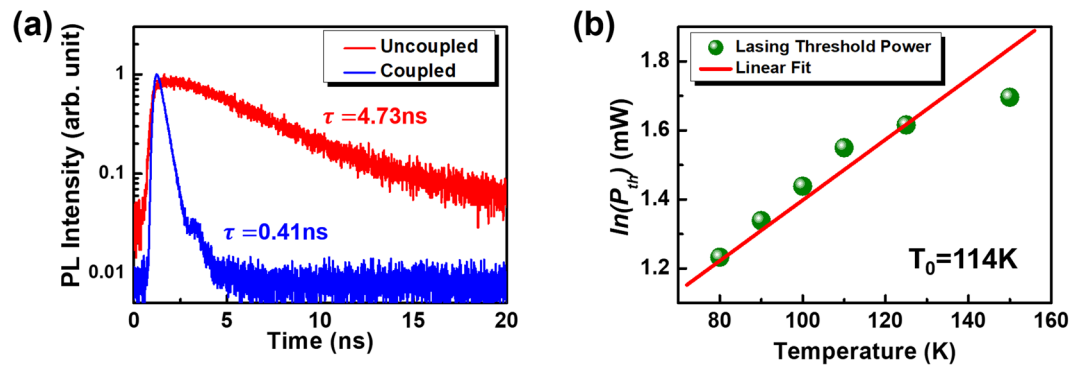 (a)
PL Intensity (arb. unit)
1
0.1
0.01
Uncoupled
Coupled
τ=4.73ns
τ=0.41ns
0 5 10 15 20
Time (ns)
(b)
ln(Pth) (mW)
1.8
1.6
1.4
1.2
Lasing Threshold Power
Linear Fit
T0=114K
80 100 120 140 160
Temperature (K)